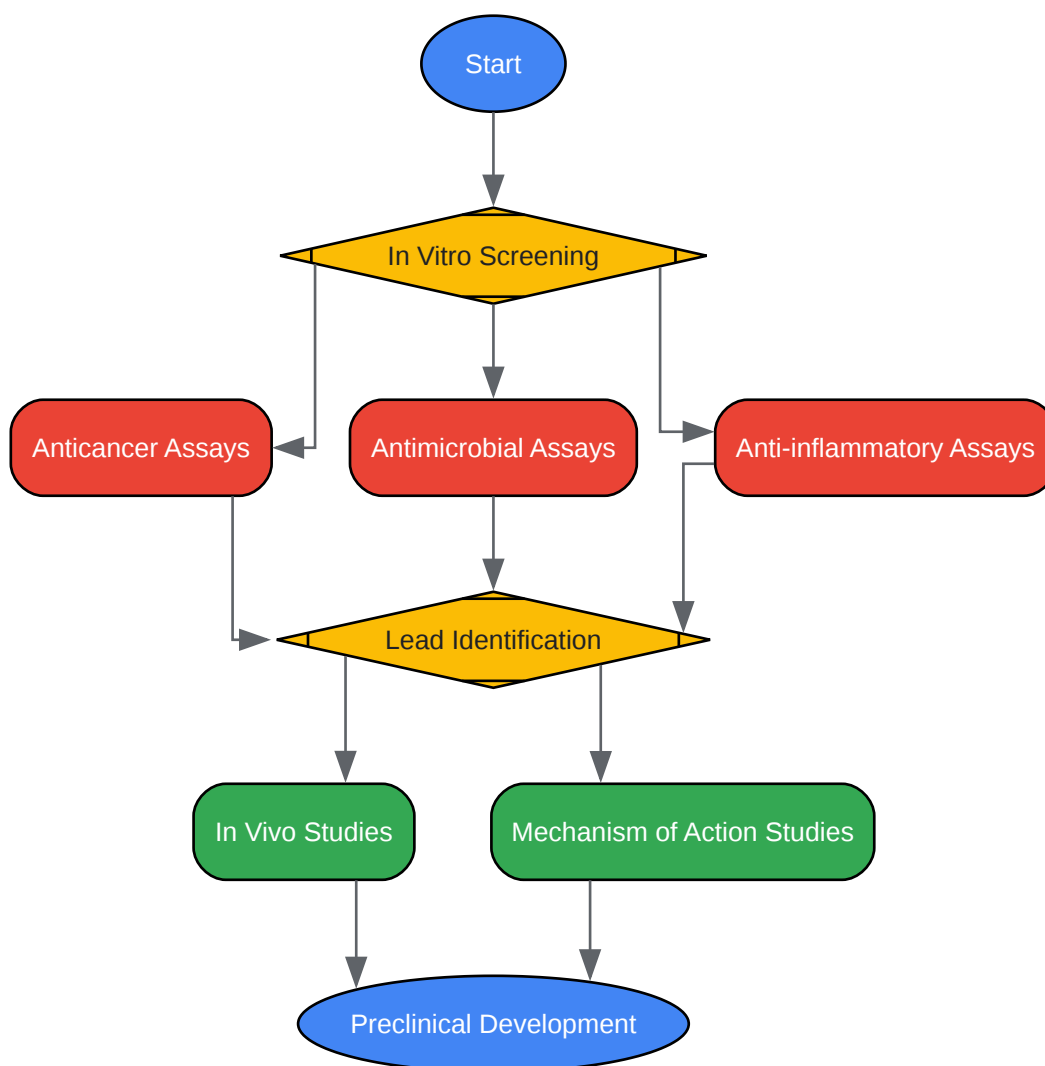 Start
In Vitro Screening
Anticancer Assays
Antimicrobial Assays
Anti-inflammatory Assays
Lead Identification
In Vivo Studies
Mechanism of Action Studies
Preclinical Development